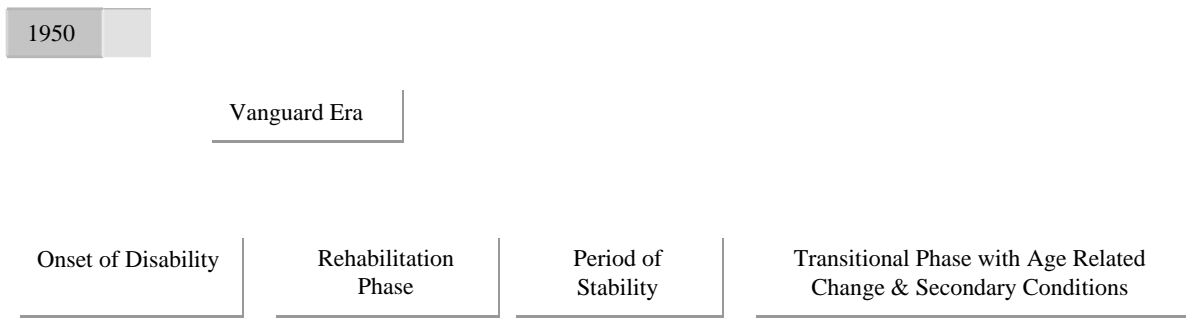 1950
Vanguard Era
Onset of Disability
Rehabilitation
Phase
Period of
Stability
Transitional Phase with Age Related
Change & Secondary Conditions